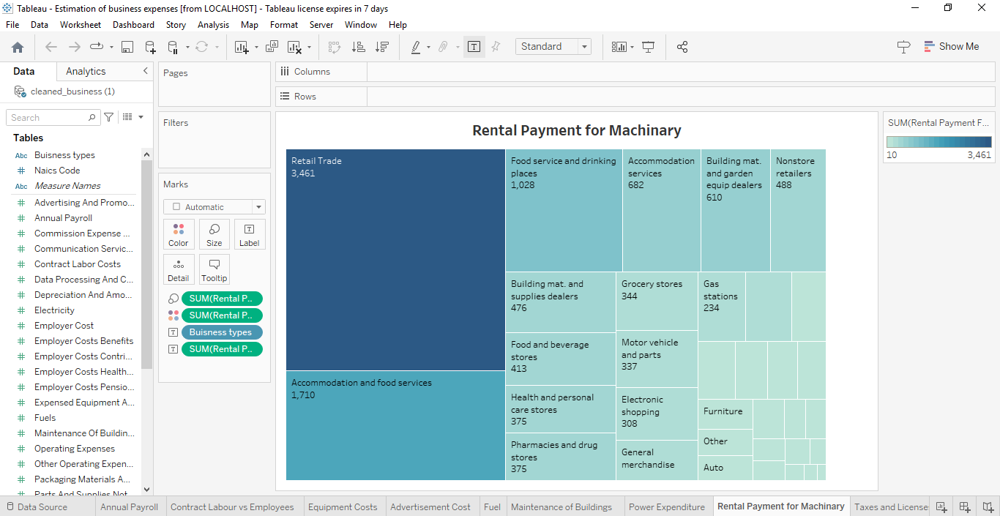 Tableau - Estimation of business expenses [from LOCALHOST] - Tableau license expires in 7 days
File Data Worksheet Dashboard Story Analysis Map Format Server Window Help
Standard
Show Me
Data Analytics
cleaned_business (1)
Search
Tables
Abc Buisness types
# Naics Code
Abc Measure Names
# Advertising And Promo...
# Annual Payroll
# Commission Expense ...
# Communication Servic...
# Contract Labor Costs
# Data Processing And C...
# Depreciation And Amo...
# Electricity
# Employer Cost
# Employer Costs Benefits
# Employer Costs Contri...
# Employer Costs Health...
# Employer Costs Pensio...
# Expensed Equipment A...
# Fuels
# Maintenance Of Buildin...
# Operating Expenses
# Other Operating Expen...
# Packaging Materials A...
# Parts And Supplies Not
Pages
Filters
Marks
Automatic
Color Size Label
Detail Tooltip
SUM(Rental P..
SUM(Rental P..
T Buisness types
T SUM(Rental P..
Columns
Rows
Rental Payment for Machinary
Retail Trade
3,461
Accommodation and food services
1,710
Food service and drinking
places
1,028
Accommodation
services
682
Building mat.
and garden
equip dealers
610
Nonstore
retailers
488
Building mat. and
supplies dealers
476
Food and beverage
stores
413
Health and personal
care stores
375
Pharmacies and drug
stores
375
Grocery stores
344
Motor vehicle
and parts
337
Electronic
shopping
308
General
merchandise
Gas
stations
234
Furniture
Other
Auto
SUM(Rental Payment F...
10 3,461
Data Source Annual Payroll Contract Labour vs Employees Equipment Costs Advertisement Cost Fuel Maintenance of Buildings Power Expenditure Rental Payment for Machinary Taxes and License